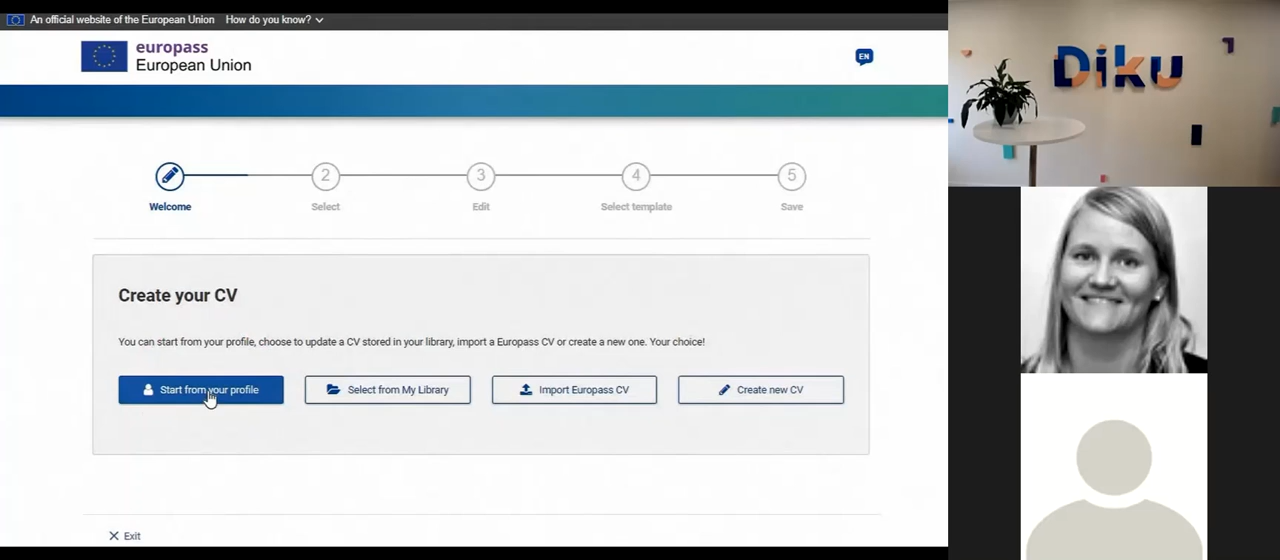 An official website of the European Union How do you know?
europass
European Union
EN
Diku
2
3
4
5
Welcome
Select
Edit
Select template
Save
Create your CV
You can start from your profile, choose to update a CV stored in your library, import a Europass CV or create a new one. Your choice!
Start from your profile
Select from My Library
Import Europass CV
Create new CV
Exit